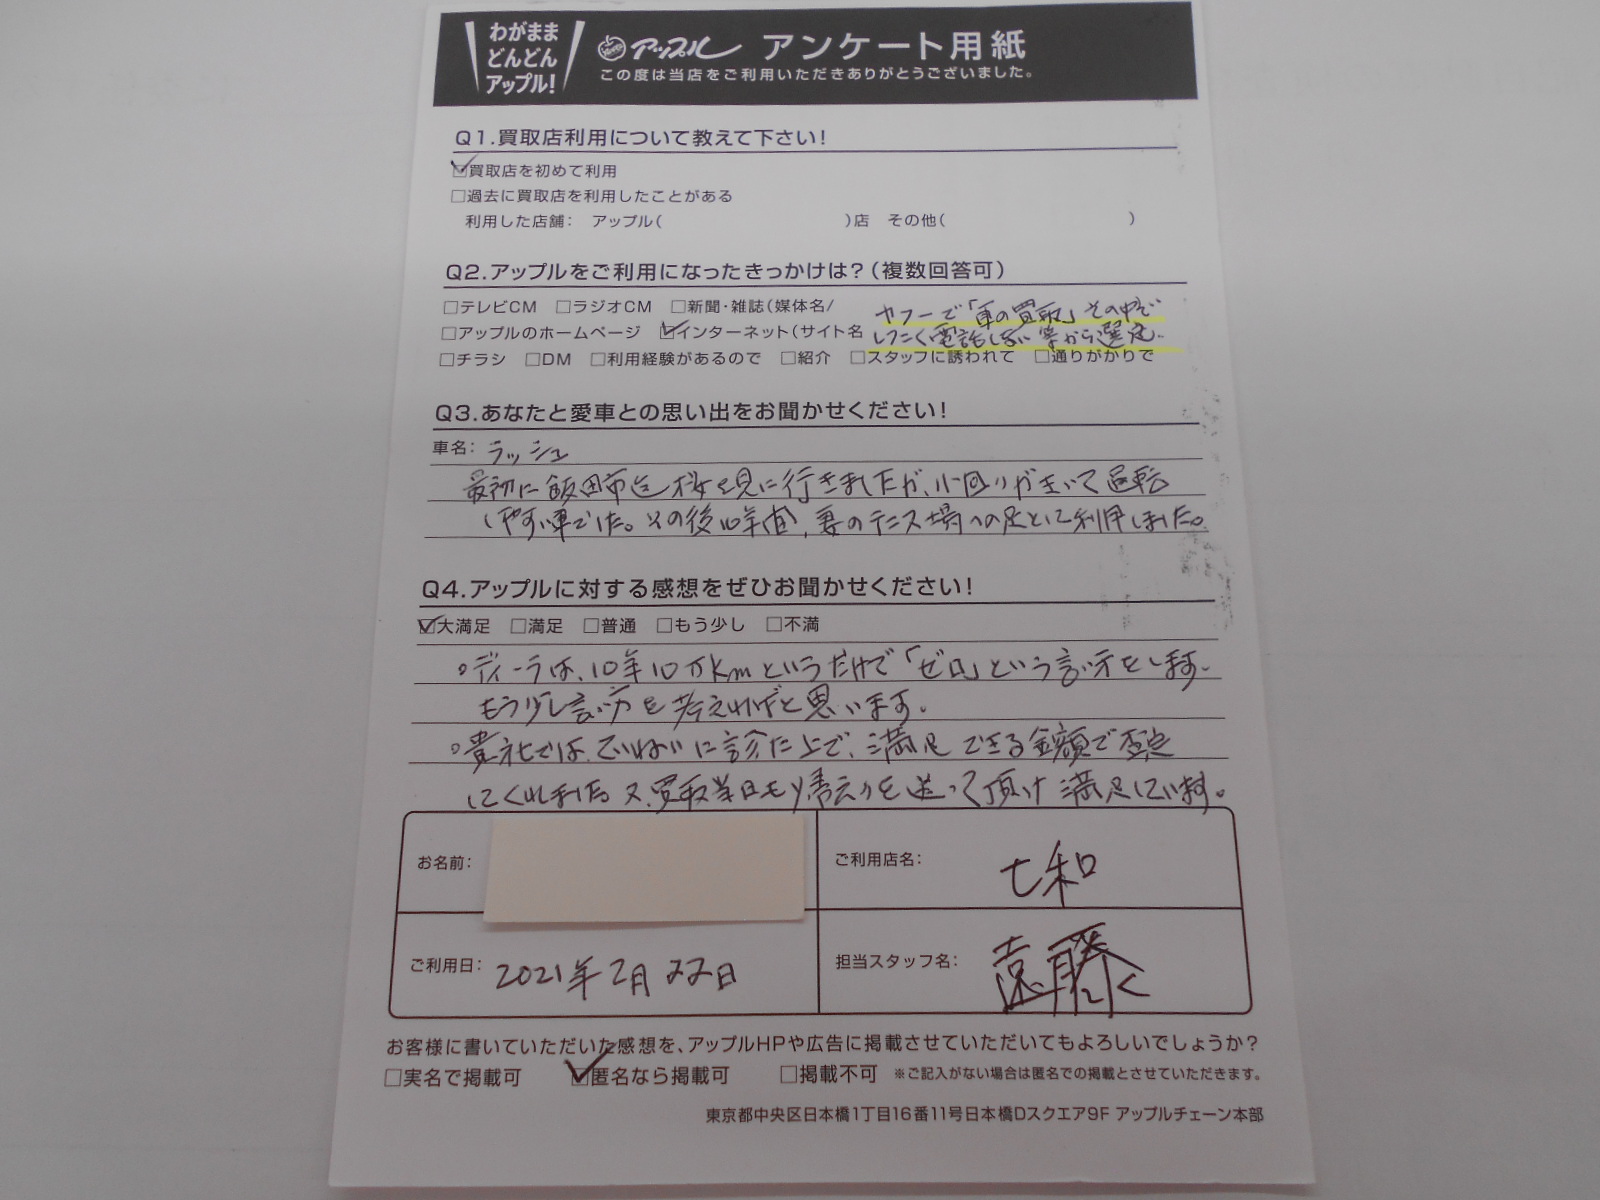 わがまま
どんどん
アップル!
アップル アンケート用紙
この度は当店をご利用いただきありがとうございました。
Q1.買取店利用について教えて下さい!
☑買取店を初めて利用
□過去に買取店を利用したことがある
利用した店舗: アップル( )店 その他( )
Q2.アップルをご利用になったきっかけは?(複数回答可)
□テレビCM □ラジオCM □新聞・雑誌(媒体名/
□アップルのホームページ ☑インターネット(サイト名
ヤフーで「車の買取」その中で
しつこく電話しない等から選定
□チラシ □DM □利用経験があるので □紹介 □スタッフに誘われて □通りがかりで
Q3.あなたと愛車との思い出をお聞かせください!
車名: ラッシュ
最初に飯田市迄桜を見に行きましたが、小回りが主いて運転
しやすい車でした。その後10年間、妻のテニス場への足として利用しました。
Q4.アップルに対する感想をぜひお聞かせください!
☑大満足 □満足 □普通 □もう少し □不満
○ディーラは、10年10万kmというだけで「ゼロ」という言い方をします。
もう少し言い方を考えればと思います。
○貴社では、ていねいに診た上で、満足できる金額で査定
してくれました 又、買取当日も 送って頂け満足しています。
お名前:
ご利用店名: 七和
ご利用日: 2021年2月22日
担当スタッフ名: 遠藤
お客様に書いていただいた感想を、アップルHPや広告に掲載させていただいてもよろしいでしょうか?
□実名で掲載可 ☑匿名なら掲載可 □掲載不可 ※ご記入がない場合は匿名での掲載とさせていただきます。
東京都中央区日本橋1丁目16番11号日本橋Dスクエア9F アップルチェーン本部